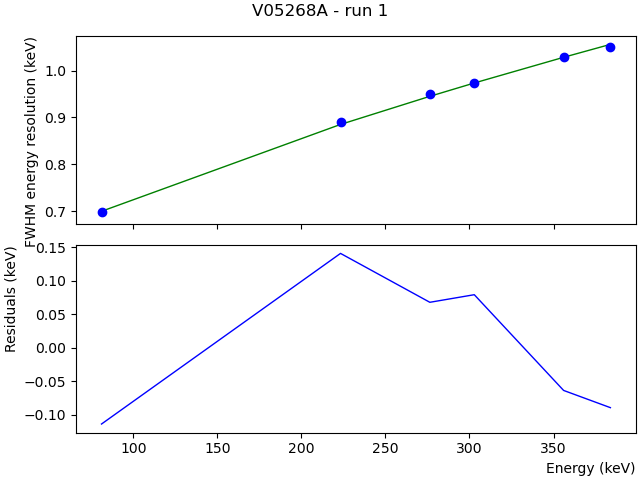 V05268A - run 1
FWHM energy resolution (keV)
1.0
0.9
0.8
0.7
Residuals (keV)
0.15
0.10
0.05
0.00
−0.05
−0.10
100 150 200 250 300 350
Energy (keV)